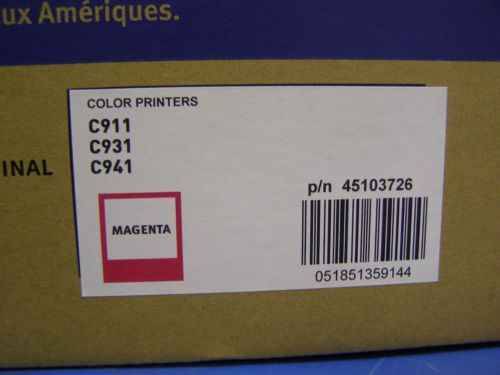 ux Amériques.
COLOR PRINTERS
C911
C931
C941
INAL
MAGENTA
p/n 45103726
051851359144